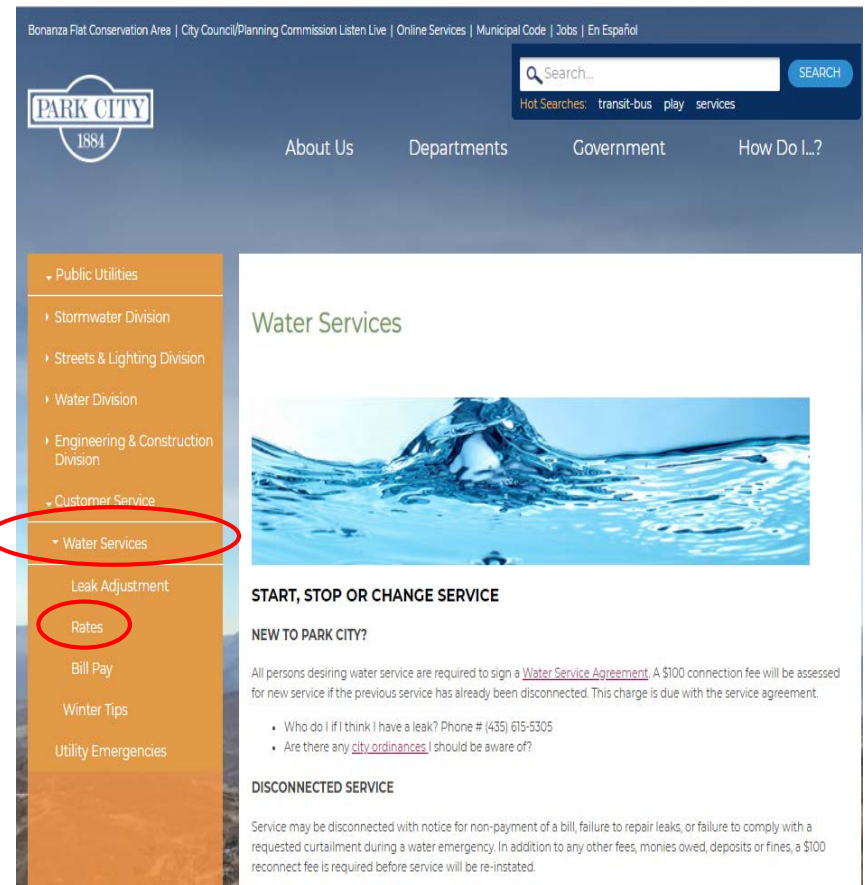 Bonanza Flat Conservation Area | City Council/Planning Commission Listen Live | Online Services | Municipal Code | Jobs | En Español
Search...
SEARCH
Hot Searches: transit-bus play services
PARK CITY
1884
About Us Departments Government How Do I...?
Public Utilities
Stormwater Division
Streets & Lighting Division
Water Division
Engineering & Construction
Division
Customer Service
Water Services
Leak Adjustment
Rates
Bill Pay
Winter Tips
Utility Emergencies
Water Services
START, STOP OR CHANGE SERVICE
NEW TO PARK CITY?
All persons desiring water service are required to sign a Water Service Agreement. A $100 connection fee will be assessed
for new service if the previous service has already been disconnected. This charge is due with the service agreement.
• Who do I if I think I have a leak? Phone # (435) 615-5305
• Are there any city ordinances I should be aware of?
DISCONNECTED SERVICE
Service may be disconnected with notice for non-payment of a bill, failure to repair leaks, or failure to comply with a
requested curtailment during a water emergency. In addition to any other fees, monies owed, deposits or fines, a $100
reconnect fee is required before service will be re-instated.